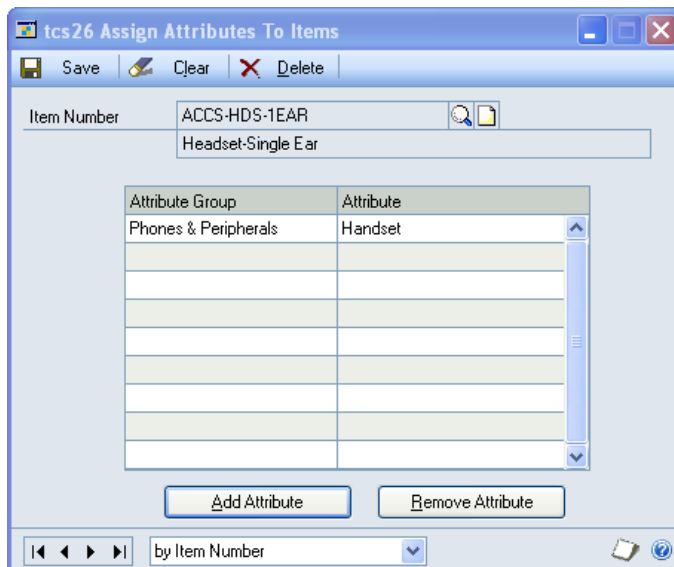 tcs26 Assign Attributes To Items
Save Clear Delete
Item Number ACCS-HDS-1EAR
Headset-Single Ear
Attribute Group Attribute
Phones & Peripherals Handset
Add Attribute Remove Attribute
by Item Number